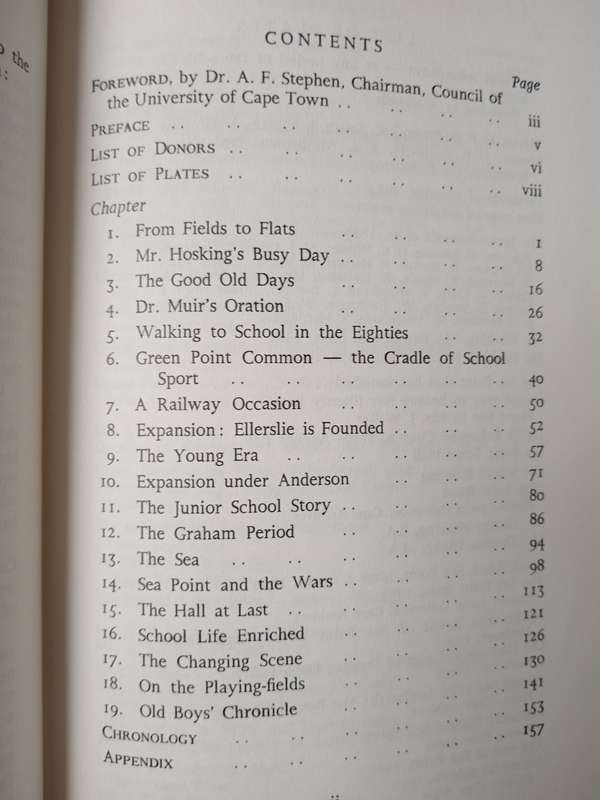 the
CONTENTS
Page
FOREWORD, by Dr. A. F. Stephen, Chairman, Council of
the University of Cape Town .. .. .. .. iii
PREFACE .. .. .. .. .. .. .. v
LIST OF DONORS .. .. .. .. .. .. vi
LIST OF PLATES .. .. .. .. .. .. viii
Chapter
1. From Fields to Flats .. .. .. .. 1
2. Mr. Hosking's Busy Day .. .. .. .. 8
3. The Good Old Days .. .. .. .. 16
4. Dr. Muir's Oration .. .. .. .. 26
5. Walking to School in the Eighties .. .. 32
6. Green Point Common — the Cradle of School
Sport .. .. .. .. .. .. 40
7. A Railway Occasion .. .. .. .. 50
8. Expansion: Ellerslie is Founded .. .. .. 52
9. The Young Era .. .. .. .. .. 57
10. Expansion under Anderson .. .. .. 71
11. The Junior School Story .. .. .. .. 80
12. The Graham Period .. .. .. .. 86
13. The Sea .. .. .. .. .. .. 94
14. Sea Point and the Wars .. .. .. .. 98
15. The Hall at Last .. .. .. .. .. 113
16. School Life Enriched .. .. .. .. 121
17. The Changing Scene .. .. .. .. 126
18. On the Playing-fields .. .. .. .. 130
19. Old Boys' Chronicle .. .. .. .. 141
CHRONOLOGY .. .. .. .. .. .. 153
APPENDIX .. .. .. .. .. .. 157